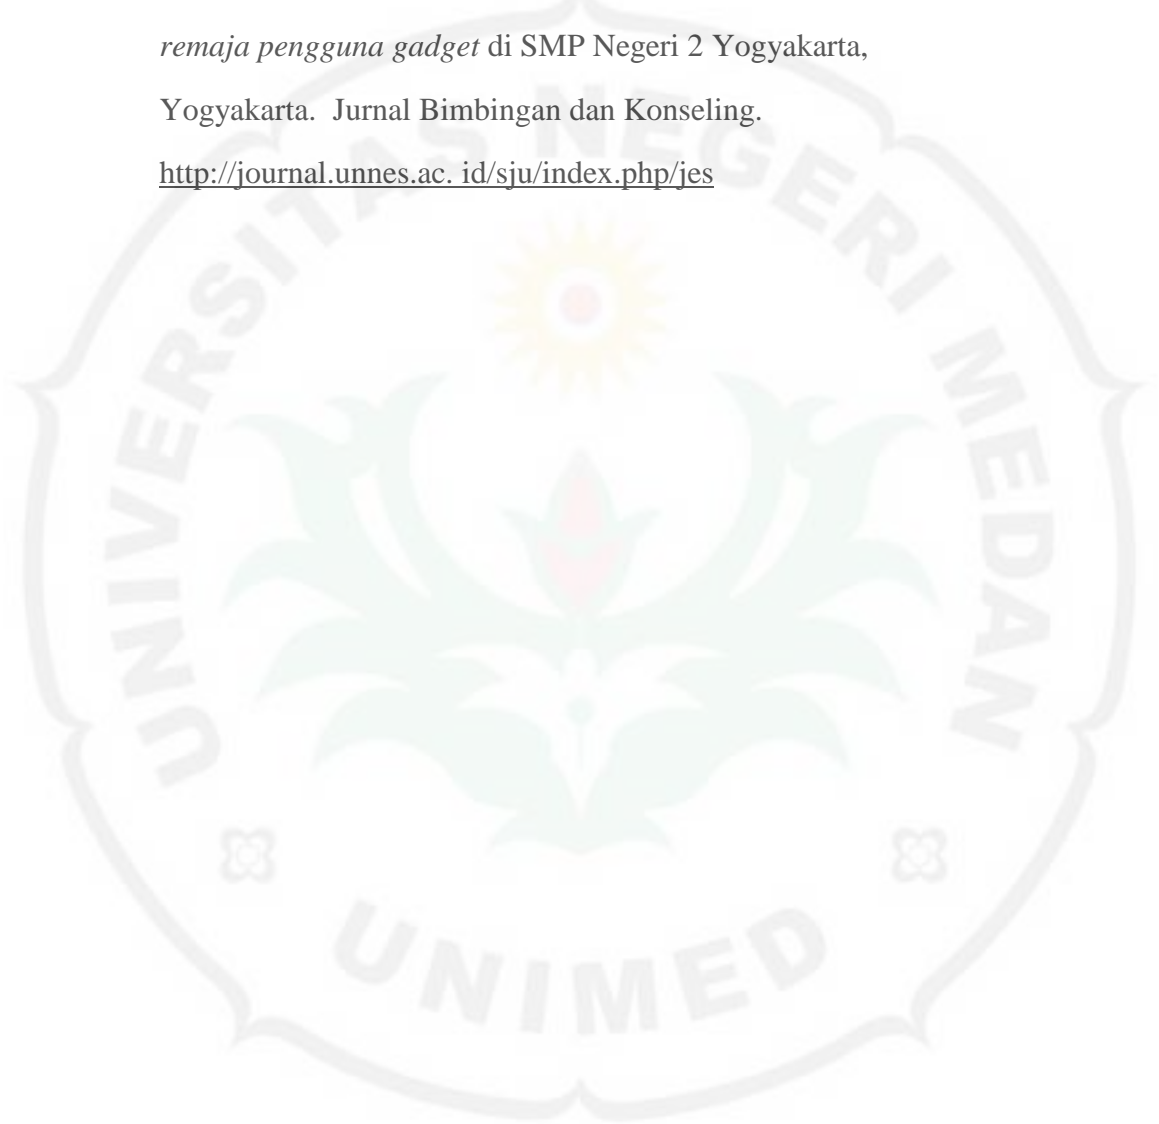 remaja pengguna gadget di SMP Negeri 2 Yogyakarta,
Yogyakarta.  Jurnal Bimbingan dan Konseling.
http://journal.unnes.ac. id/sju/index.php/jes
UNIVERSITAS NEGERI MEDAN
UNIMED